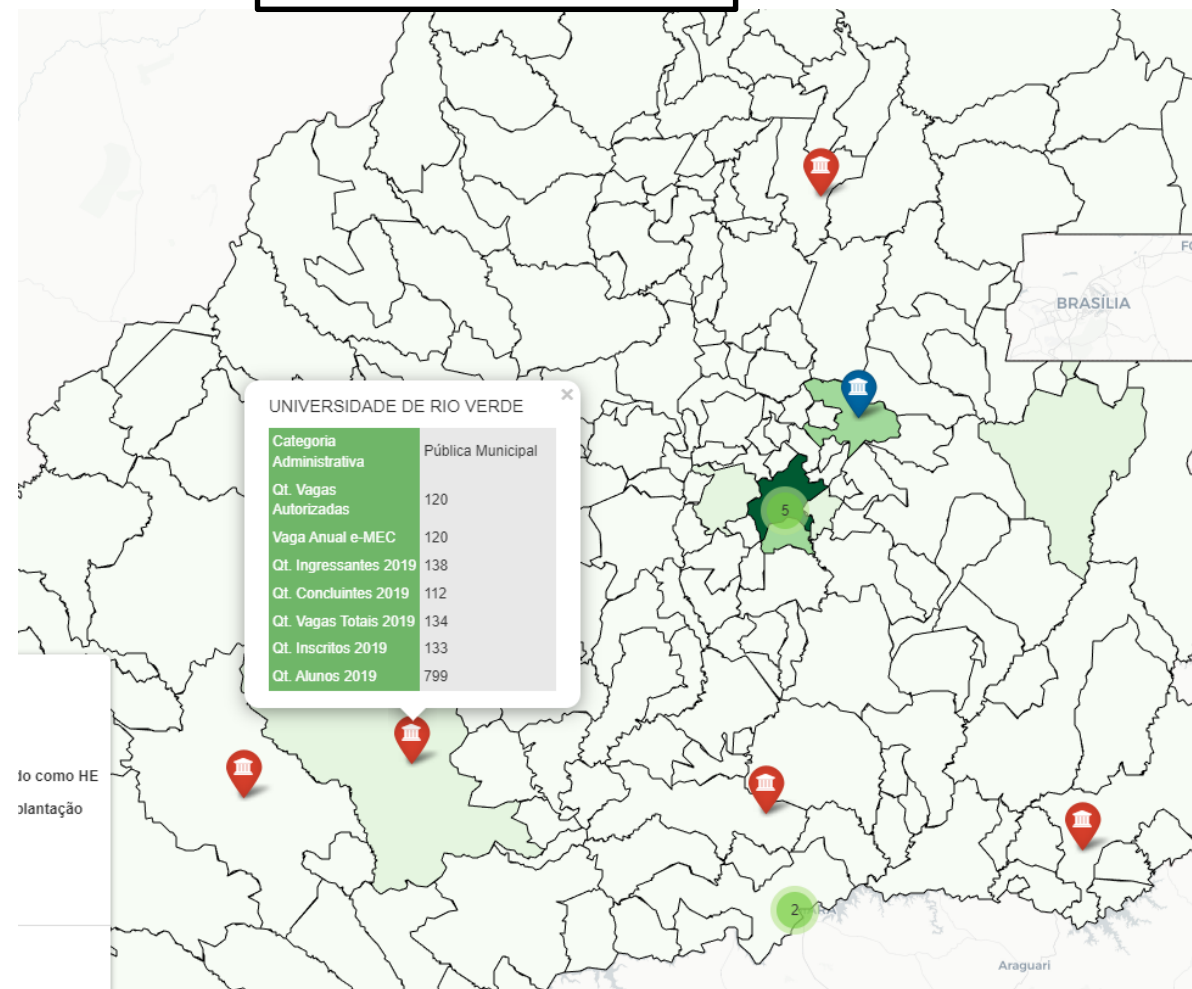 BRASÍLIA
UNIVERSIDADE DE RIO VERDE
×
Categoria
Administrativa
Pública Municipal
Qt. Vagas
Autorizadas
120
Vaga Anual e-MEC 120
Qt. Ingressantes 2019 138
Qt. Concluintes 2019 112
Qt. Vagas Totais 2019 134
Qt. Inscritos 2019 133
Qt. Alunos 2019 799
5
do como HE
plantação
2
Araguari